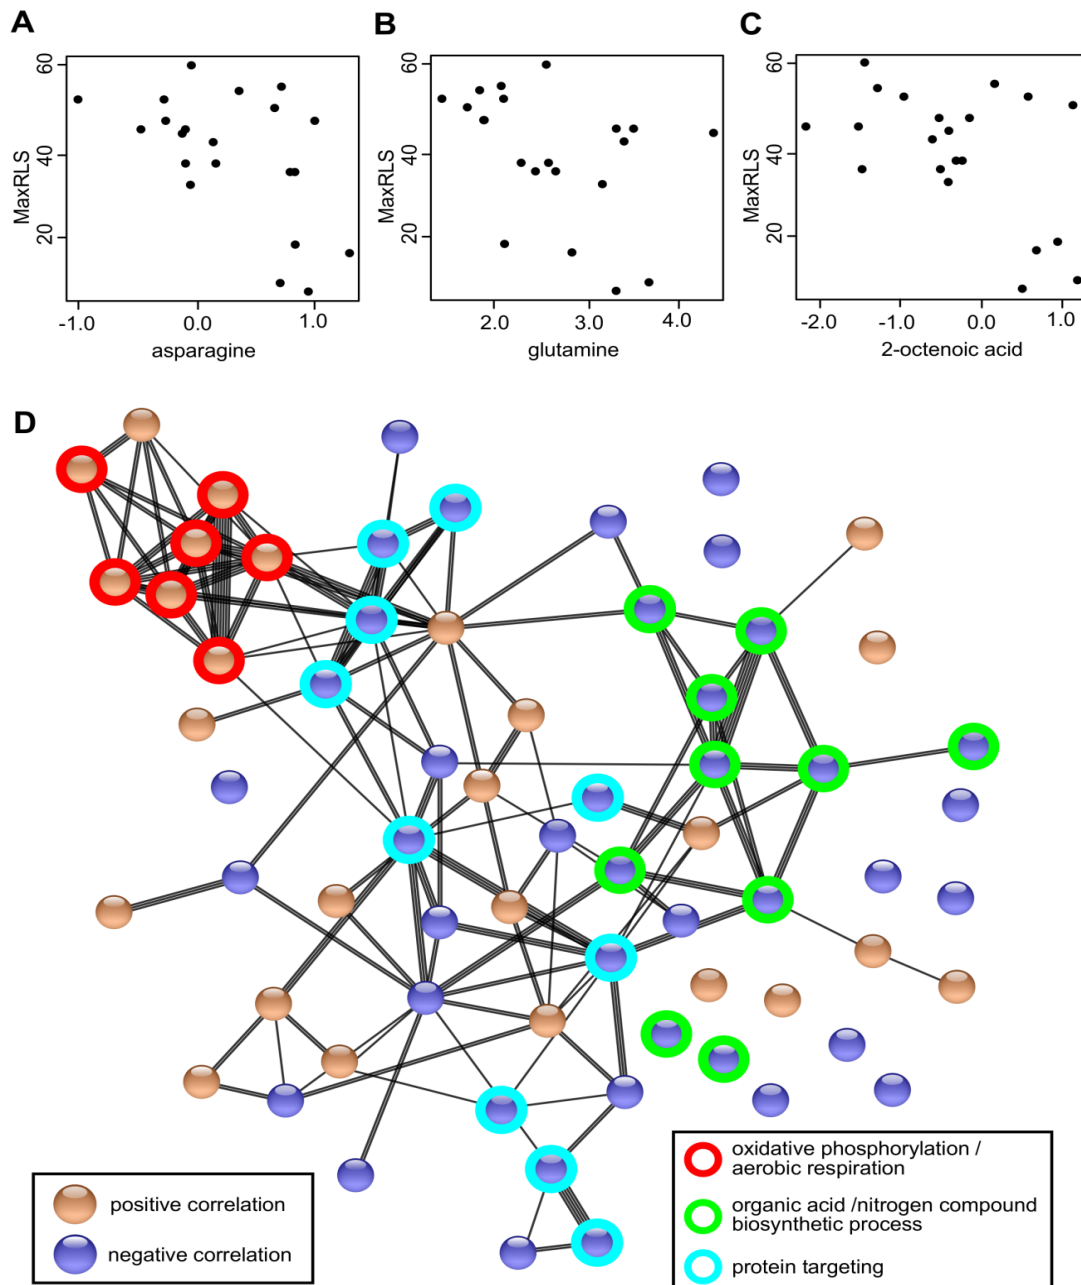 A
B
C
MaxRLS
60
40
20
-1.0
0.0
1.0
asparagine
MaxRLS
60
40
20
2.0
3.0
4.0
glutamine
MaxRLS
60
40
20
-2.0
-1.0
0.0
1.0
2-octenoic acid
D
positive correlation
negative correlation
oxidative phosphorylation /
aerobic respiration
organic acid /nitrogen compound
biosynthetic process
protein targeting